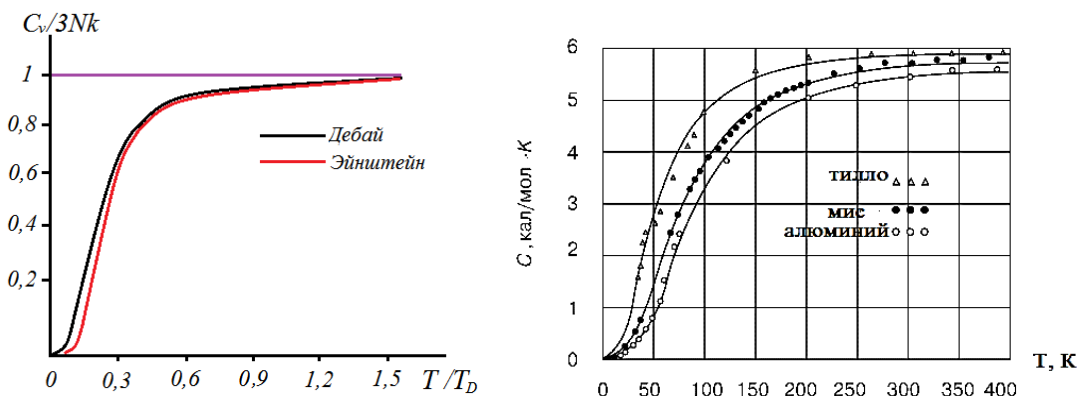 Cv/3Nk
1
0,8
0,6
0,4
0,2
0 0,3 0,6 0,9 1,2 1,5 T/TD
Дебай
Эйнштейн
C, кал/мол ·К
6
5
4
3
2
1
0
тилло
мис
алюминий
0 50 100 150 200 250 300 350 400 Т, К